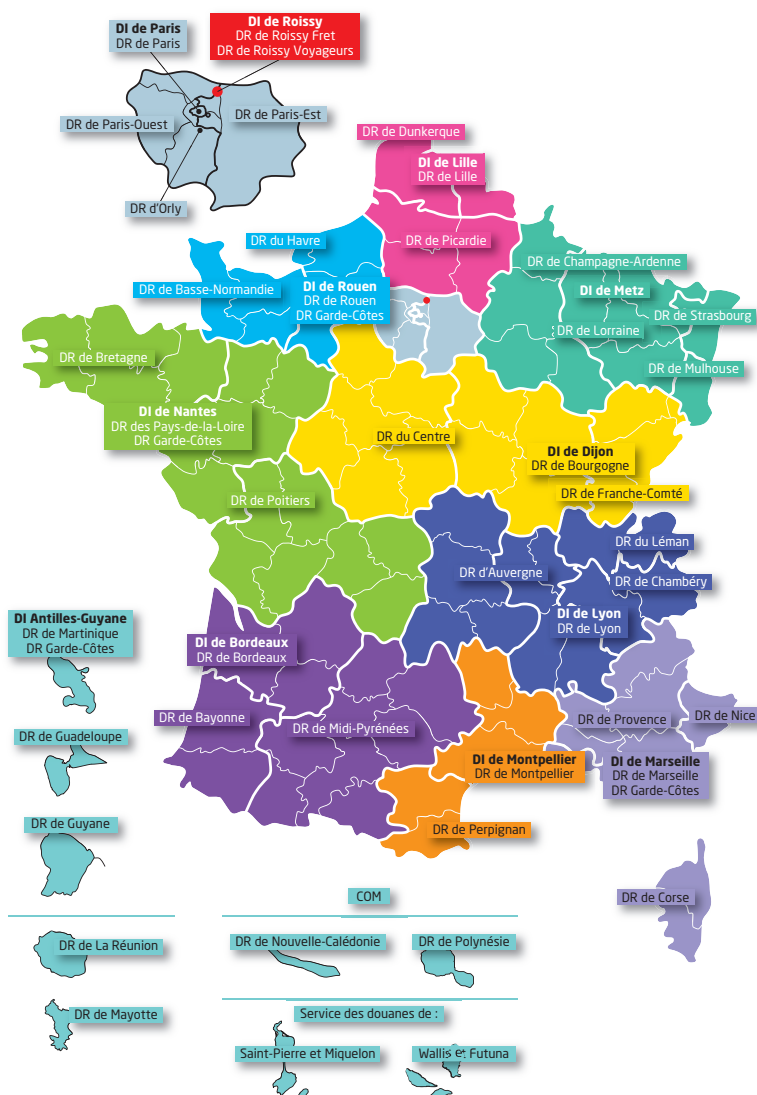 DI de Paris
DR de Paris
DI de Roissy
DR de Roissy Fret
DR de Roissy Voyageurs
DR de Paris-Ouest
DR de Paris-Est
DR d'Orly
DR de Dunkerque
DI de Lille
DR de Lille
DR de Picardie
DR du Havre
DR de Basse-Normandie
DI de Rouen
DR de Rouen
DR Garde-Côtes
DR de Champagne-Ardenne
DI de Metz
DR de Lorraine
DR de Strasbourg
DR de Mulhouse
DR de Bretagne
DI de Nantes
DR des Pays-de-la-Loire
DR Garde-Côtes
DR de Poitiers
DR du Centre
DI de Dijon
DR de Bourgogne
DR de Franche-Comté
DR du Léman
DR d'Auvergne
DR de Chambéry
DI de Lyon
DR de Lyon
DI Antilles-Guyane
DR de Martinique
DR Garde-Côtes
DI de Bordeaux
DR de Bordeaux
DR de Bayonne
DR de Midi-Pyrénées
DR de Provence
DR de Nice
DR de Guadeloupe
DI de Montpellier
DR de Montpellier
DI de Marseille
DR de Marseille
DR Garde-Côtes
DR de Guyane
DR de Perpignan
DR de Corse
COM
DR de La Réunion
DR de Nouvelle-Calédonie
DR de Polynésie
DR de Mayotte
Service des douanes de :
Saint-Pierre et Miquelon
Wallis et Futuna